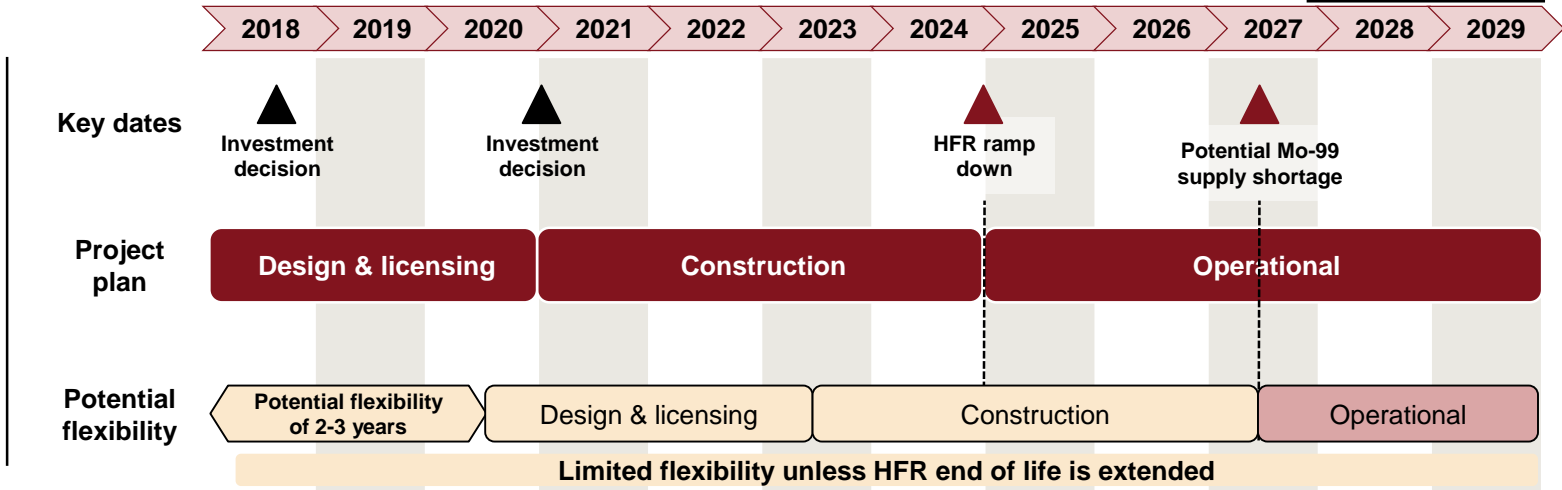 2018 2019 2020 2021 2022 2023 2024 2025 2026 2027 2028 2029
Key dates
Investment
decision
Investment
decision
HFR ramp
down
Potential Mo-99
supply shortage
Project
plan
Design & licensing
Construction
Operational
Potential
flexibility
Potential flexibility
of 2-3 years
Design & licensing
Construction
Operational
Limited flexibility unless HFR end of life is extended